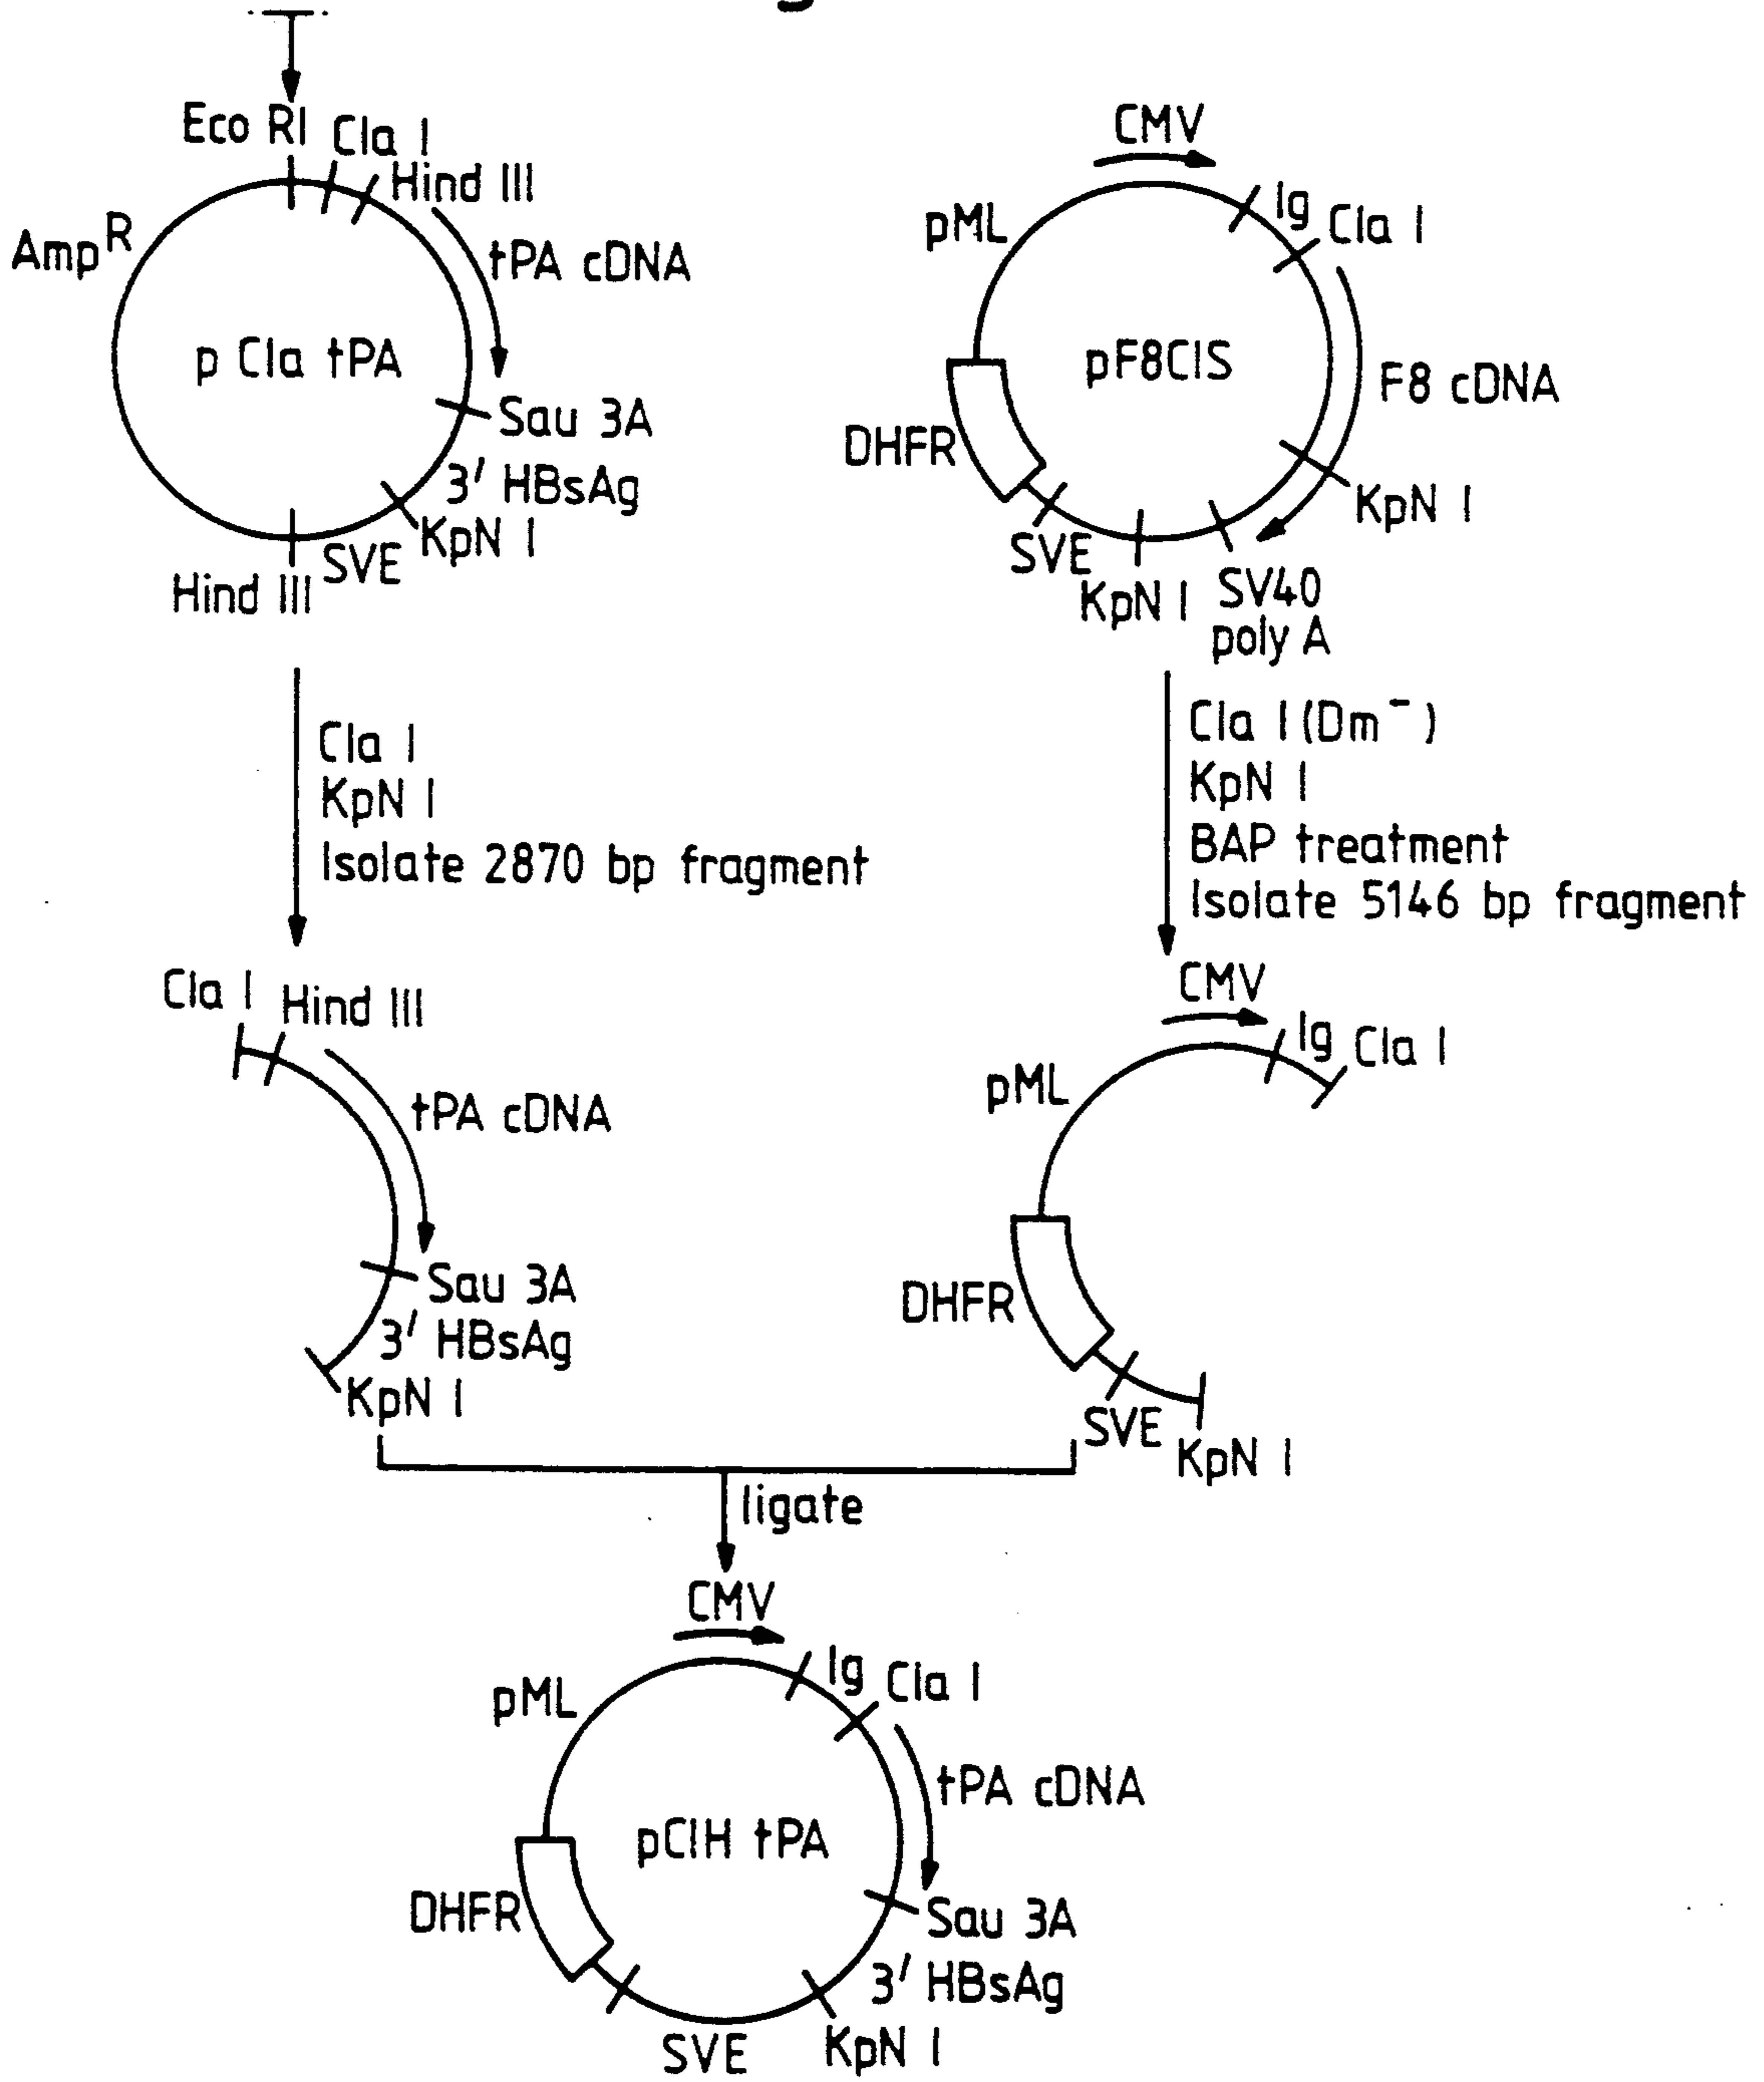 Eco RI
Cla I
Hind III
Amp R
tPA cDNA
p Cla tPA
Sau 3A
3' HBsAg
KpN I
SVE
Hind III
CMV
Ig
Cla I
pML
pF8CIS
F8 cDNA
DHFR
KpN I
SVE
KpN I
SV40
poly A
Cla I
KpN I
Isolate 2870 bp fragment
Cla I (Dm⁻)
KpN I
BAP treatment
Isolate 5146 bp fragment
Cla I
Hind III
tPA cDNA
Sau 3A
3' HBsAg
KpN I
CMV
Ig
Cla I
pML
DHFR
SVE
KpN I
ligate
CMV
Ig
Cla I
pML
tPA cDNA
pCIH tPA
DHFR
Sau 3A
3' HBsAg
SVE
KpN I